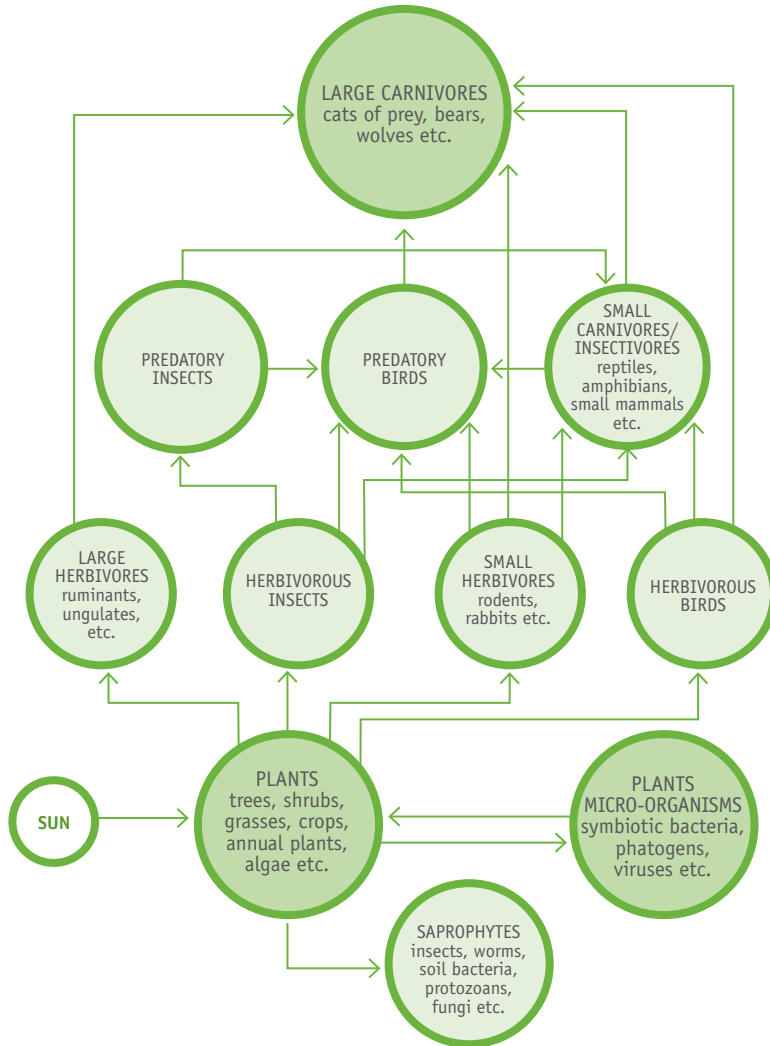 LARGE CARNIVORES
cats of prey, bears,
wolves etc.
PREDATORY
INSECTS
PREDATORY
BIRDS
SMALL
CARNIVORES/
INSECTIVORES
reptiles,
amphibians,
small mammals
etc.
LARGE
HERBIVORES
ruminants,
ungulates,
etc.
HERBIVOROUS
INSECTS
SMALL
HERBIVORES
rodents,
rabbits etc.
HERBIVOROUS
BIRDS
SUN
PLANTS
trees, shrubs,
grasses, crops,
annual plants,
algae etc.
PLANTS
MICRO-ORGANISMS
symbiotic bacteria,
phatogens,
viruses etc.
SAPROPHYTES
insects, worms,
soil bacteria,
protozoans,
fungi etc.